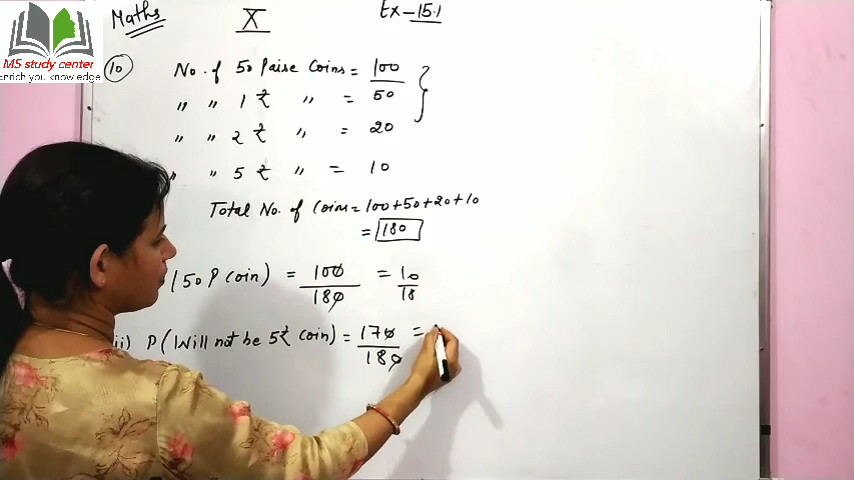 Maths X Ex-15.1
MS study center
Enrich you knowledge
10 No. of 50 Paise Coins = 100
" " 1 ₹ " = 50
" " 2 ₹ " = 20
" " 5 ₹ " = 10
Total No. of Coins = 100+50+20+10
= 180
(50 P coin) = 100/180 = 10/18
ii) P(Will not be 5₹ coin) = 170/180 =